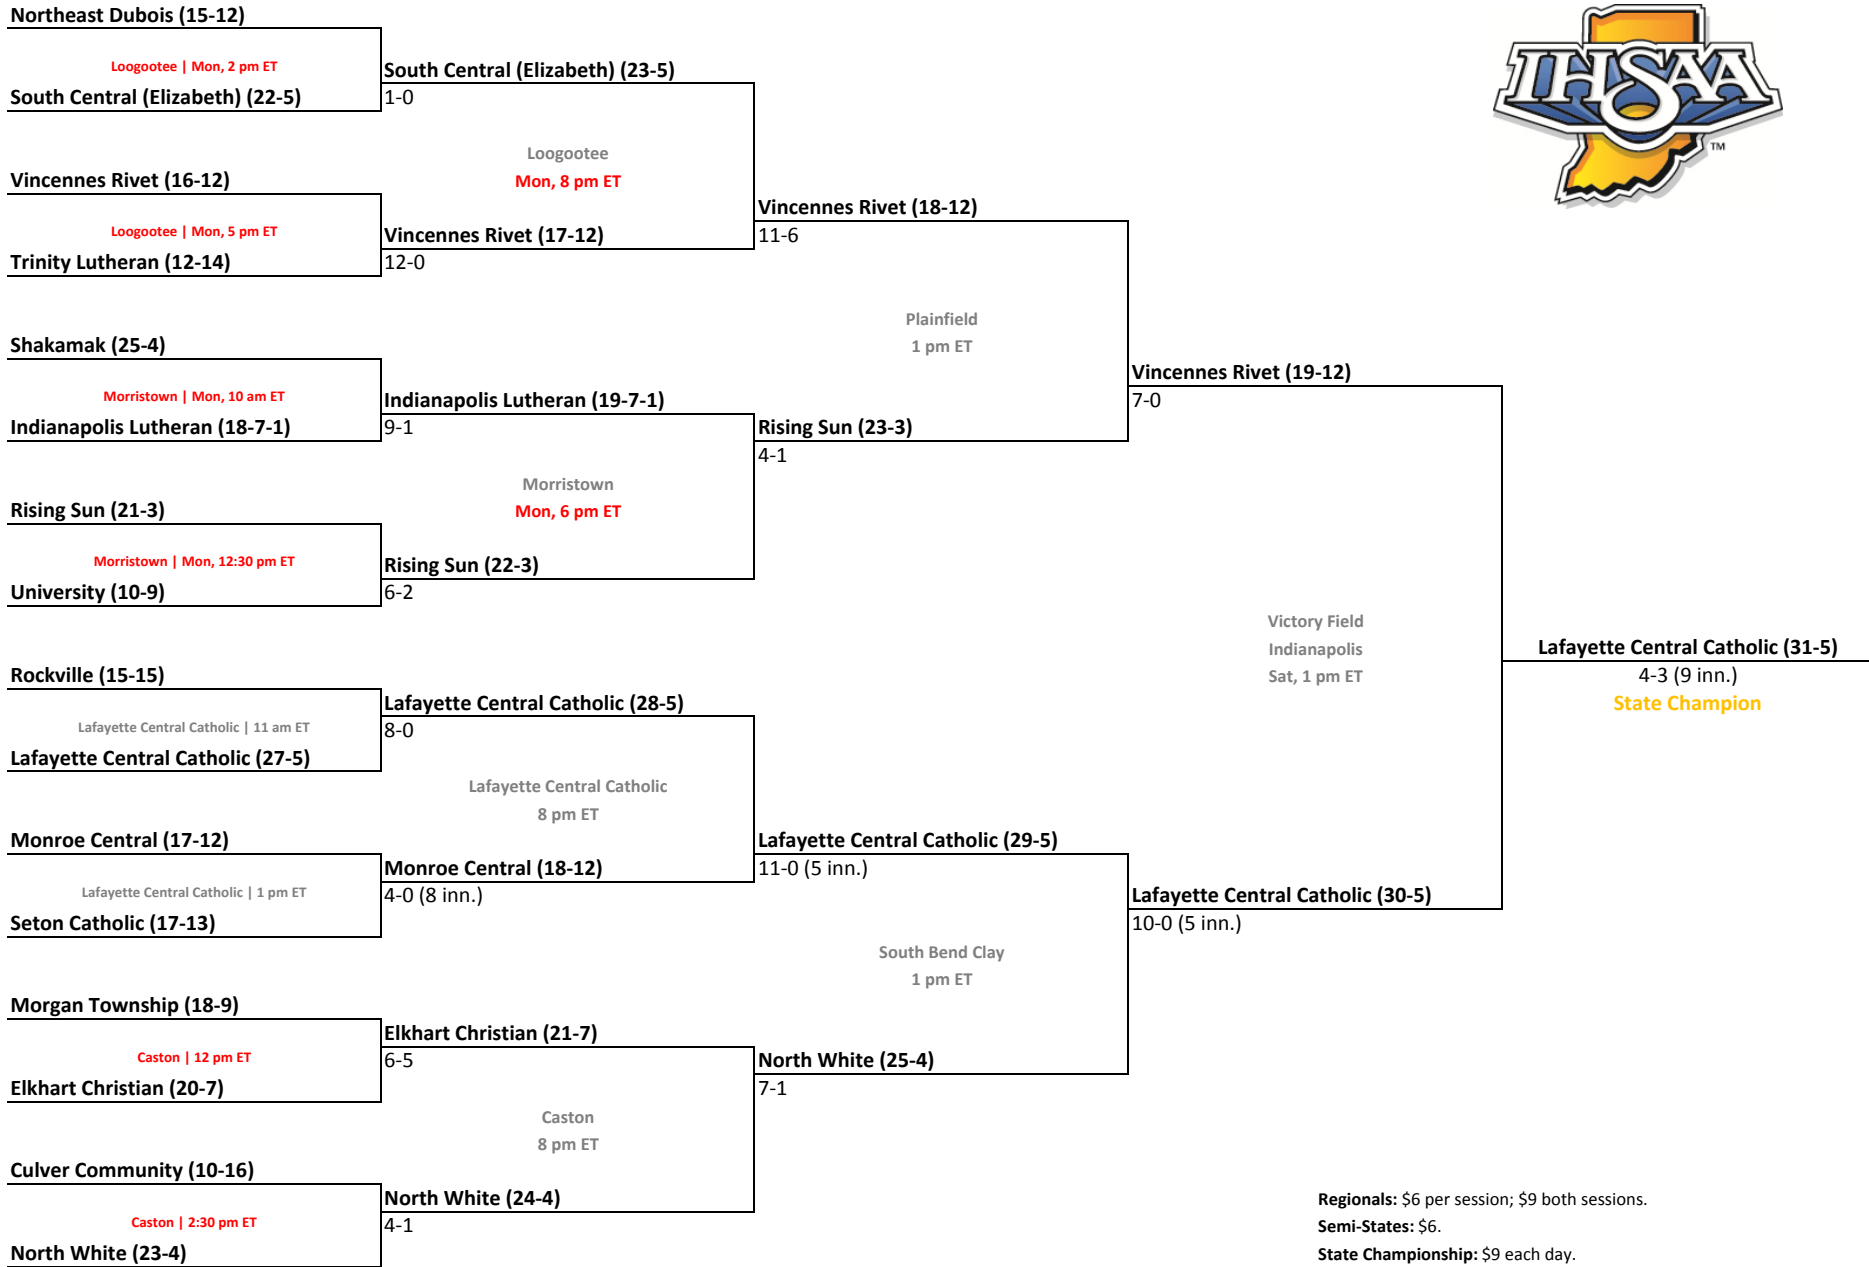 Northeast Dubois (15-12)
Loogootee | Mon, 2 pm ET
South Central (Elizabeth) (22-5)
Vincennes Rivet (16-12)
Loogootee | Mon, 5 pm ET
Trinity Lutheran (12-14)
Shakamak (25-4)
Morristown | Mon, 10 am ET
Indianapolis Lutheran (18-7-1)
Rising Sun (21-3)
Morristown | Mon, 12:30 pm ET
University (10-9)
Rockville (15-15)
Lafayette Central Catholic | 11 am ET
Lafayette Central Catholic (27-5)
Monroe Central (17-12)
Lafayette Central Catholic | 1 pm ET
Seton Catholic (17-13)
Morgan Township (18-9)
Caston | 12 pm ET
Elkhart Christian (20-7)
Culver Community (10-16)
Caston | 2:30 pm ET
North White (23-4)
South Central (Elizabeth) (23-5)
1-0
Loogootee
Mon, 8 pm ET
Vincennes Rivet (17-12)
12-0
Indianapolis Lutheran (19-7-1)
9-1
Morristown
Mon, 6 pm ET
Rising Sun (22-3)
6-2
Lafayette Central Catholic (28-5)
8-0
Lafayette Central Catholic
8 pm ET
Monroe Central (18-12)
4-0 (8 inn.)
Elkhart Christian (21-7)
6-5
Caston
8 pm ET
North White (24-4)
4-1
Vincennes Rivet (18-12)
11-6
Plainfield
1 pm ET
Rising Sun (23-3)
4-1
Lafayette Central Catholic (29-5)
11-0 (5 inn.)
South Bend Clay
1 pm ET
North White (25-4)
7-1
Vincennes Rivet (19-12)
7-0
Victory Field
Indianapolis
Sat, 1 pm ET
Lafayette Central Catholic (30-5)
10-0 (5 inn.)
Lafayette Central Catholic (31-5)
4-3 (9 inn.)
State Champion
IHSAA
TM
Regionals: $6 per session; $9 both sessions.
Semi-States: $6.
State Championship: $9 each day.